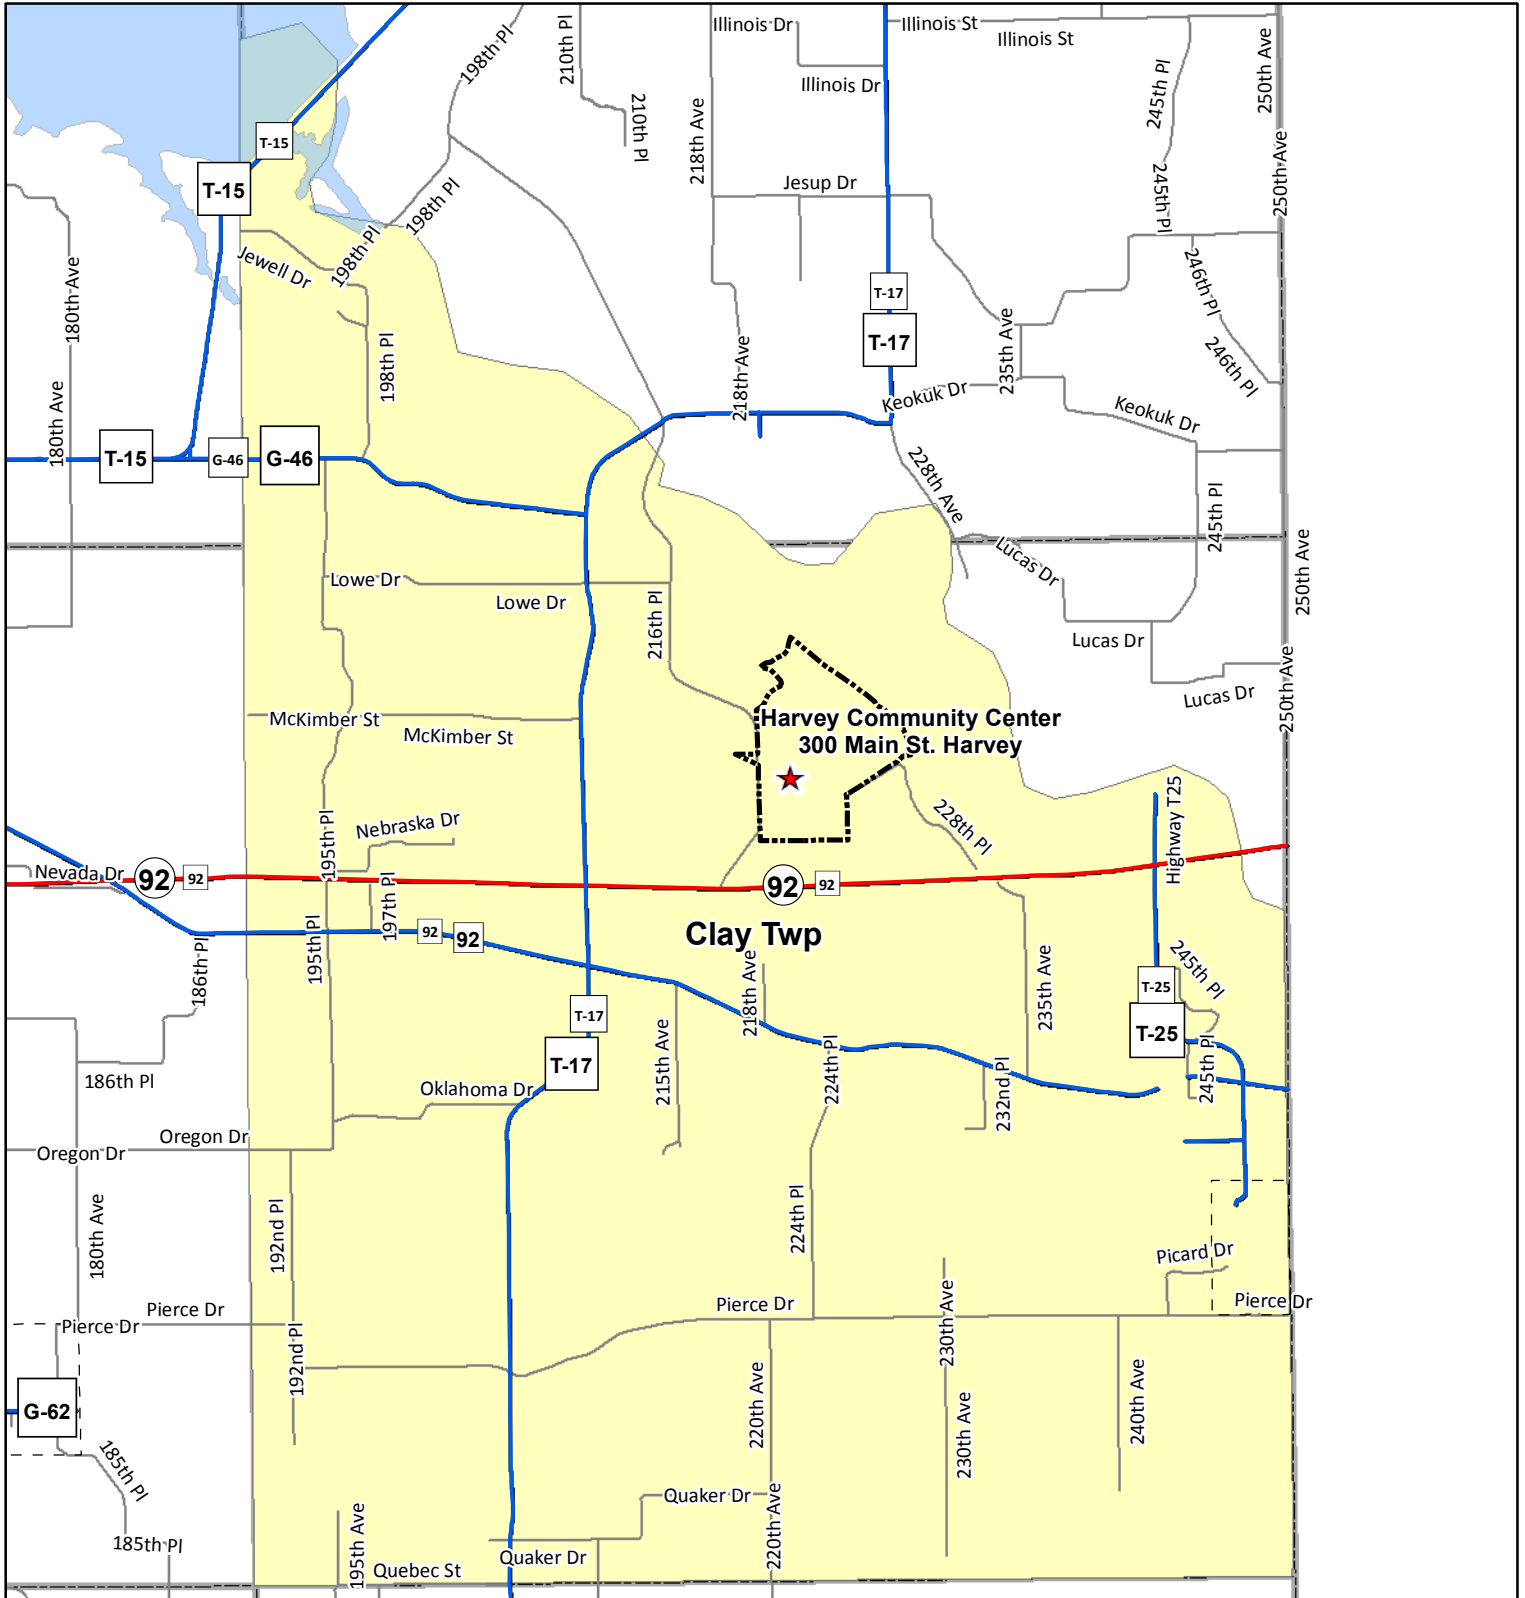 Illinois Dr
Illinois St
Illinois St
198th Pl
210th Pl
250th Ave
Illinois Dr
245th Pl
210th Pl
218th Ave
T-15
T-15
250th Ave
Jesup Dr
245th Pl
198th Pl
198th Pl
Jewell Dr
180th Ave
T-17
246th Pl
T-17
235th Ave
198th Pl
218th Ave
246th Pl
Keokuk Dr
Keokuk Dr
180th Ave
T-15
G-46
G-46
228th Ave
245th Pl
250th Ave
Lucas Dr
Lowe Dr
Lowe Dr
216th Pl
Lucas Dr
250th Ave
Lucas Dr
McKimber St
McKimber St
Harvey Community Center
300 Main St. Harvey
Highway T25
Nebraska Dr
228th Pl
195th Pl
Nevada Dr
92
92
92
92
197th Pl
92
92
Clay Twp
195th Pl
186th Pl
218th Ave
235th Ave
245th Pl
T-25
T-17
T-25
T-17
215th Ave
224th Pl
232nd Pl
245th Pl
186th Pl
Oklahoma Dr
Oregon Dr
Oregon Dr
180th Ave
192nd Pl
224th Pl
Picard Dr
Pierce Dr
Pierce Dr
Pierce Dr
Pierce Dr
230th Ave
192nd Pl
G-62
220th Ave
230th Ave
240th Ave
185th Pl
Quaker Dr
220th Ave
185th Pl
195th Ave
Quaker Dr
Quebec St